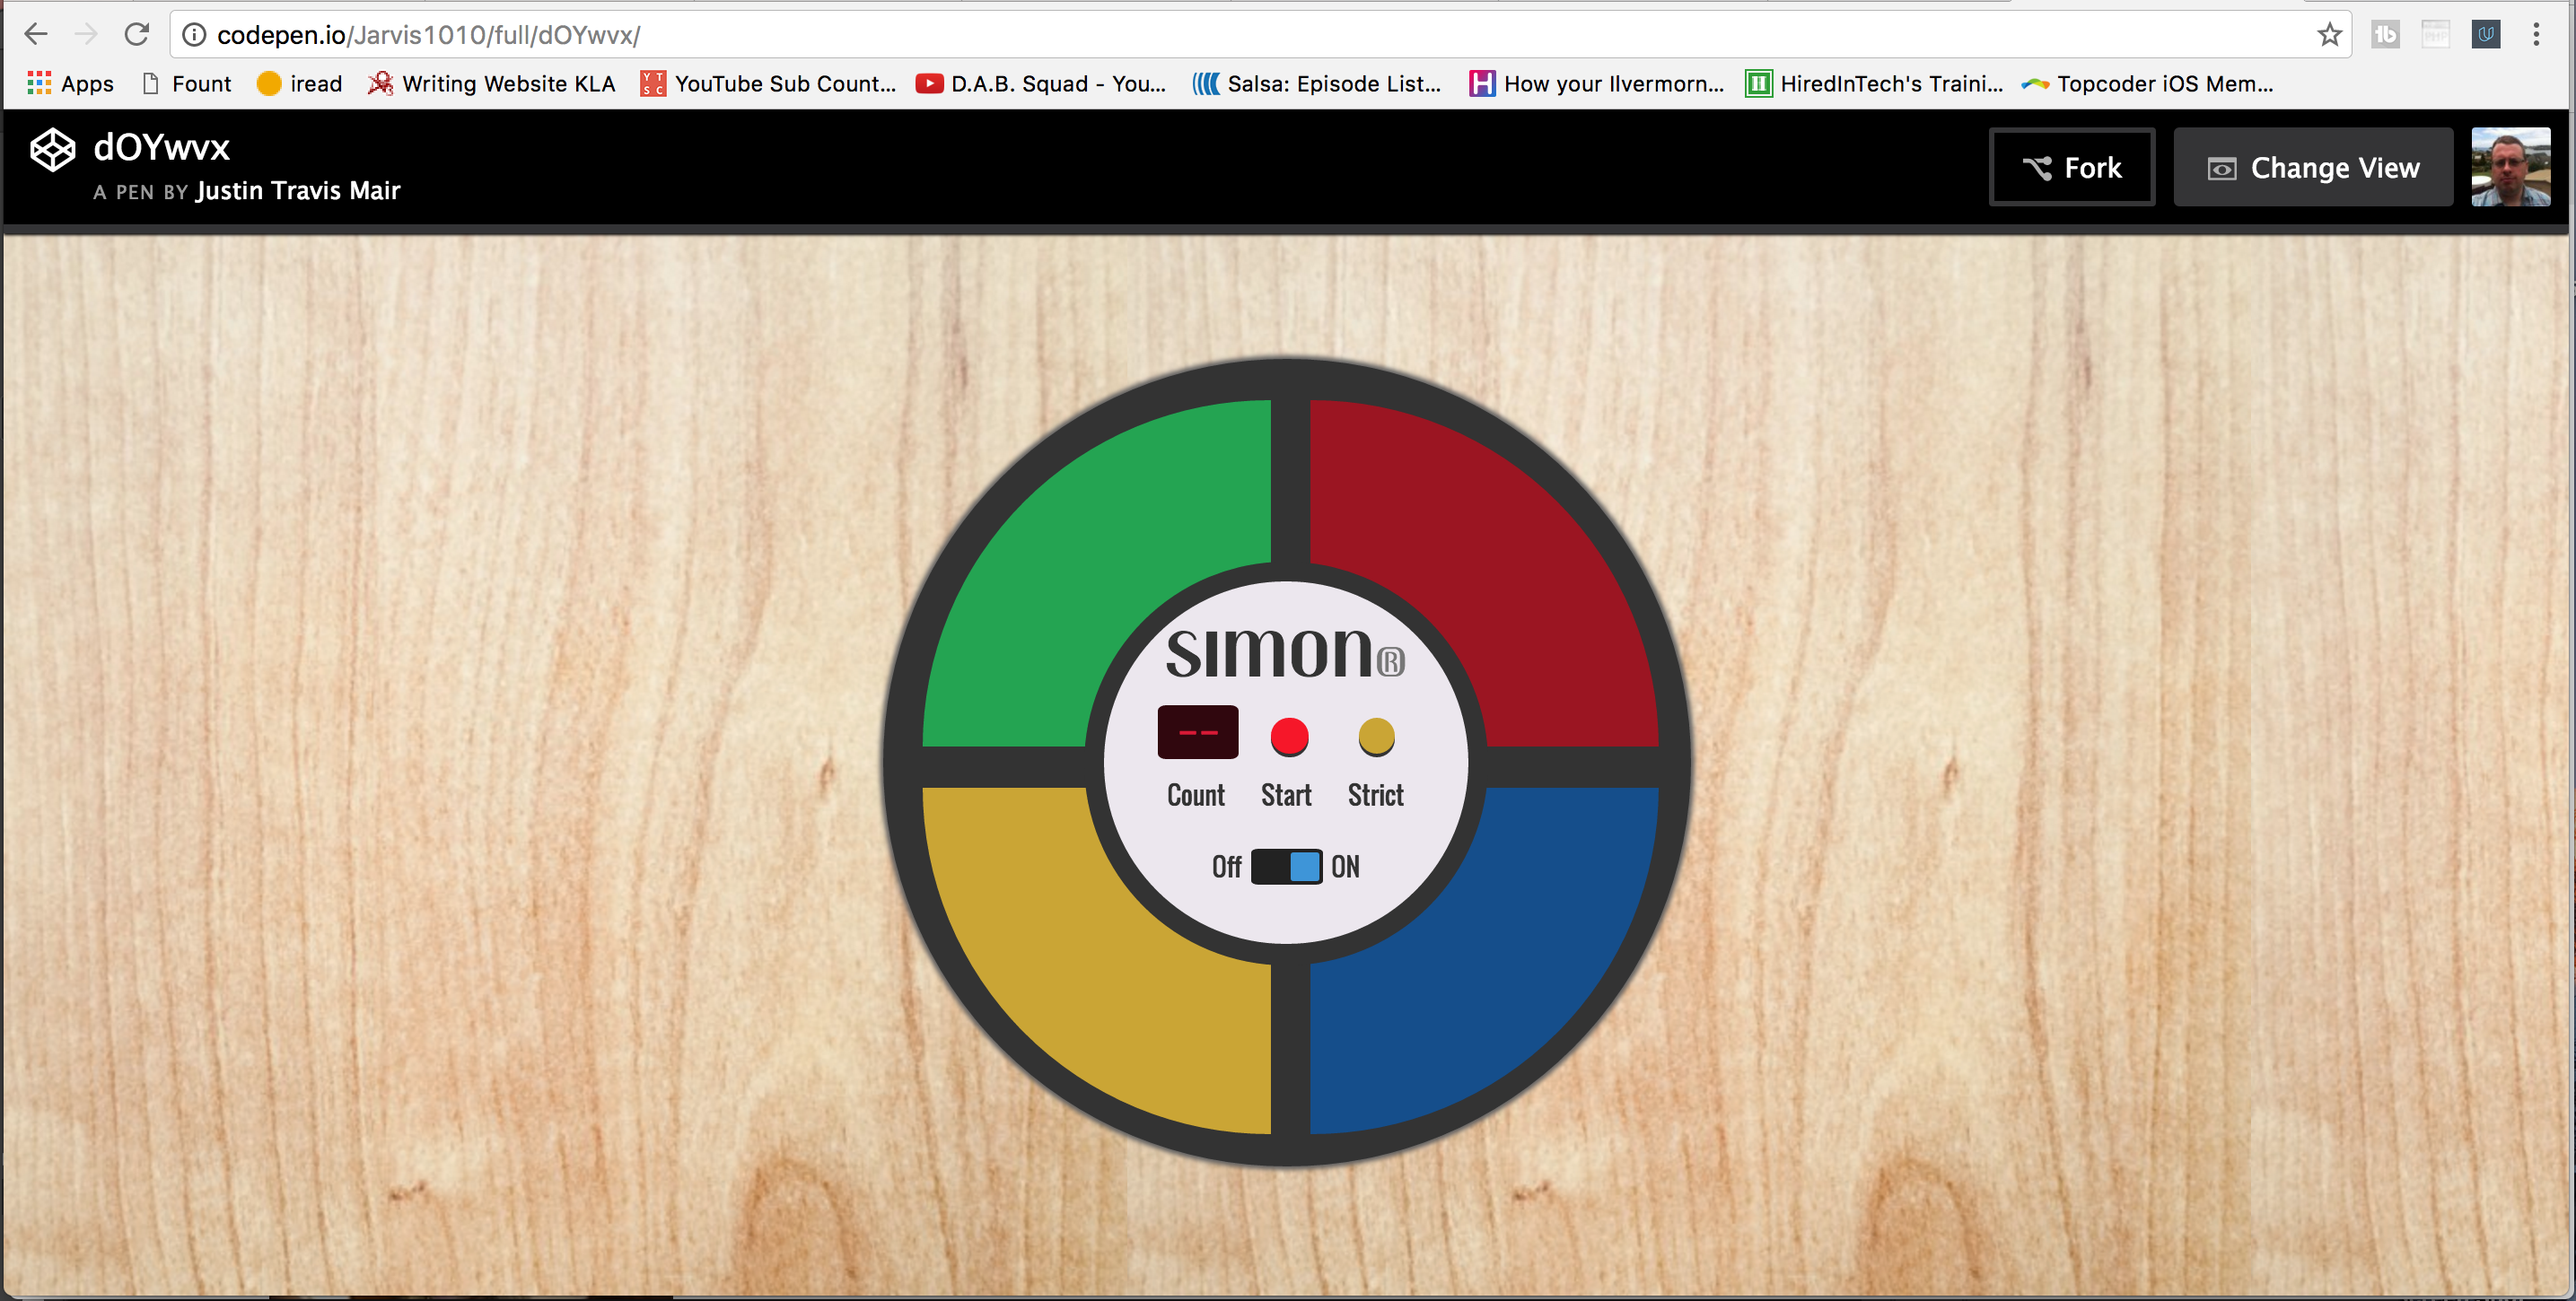 codepen.io/Jarvis1010/full/dOYwvx/
Apps Fount iread Writing Website KLA YouTube Sub Count... D.A.B. Squad - You... Salsa: Episode List... How your Ilvermorn... HiredInTech's Traini... Topcoder iOS Mem...
dOYwvx
A PEN BY Justin Travis Mair
Fork
Change View
simon®
--
Count Start Strict
Off ON